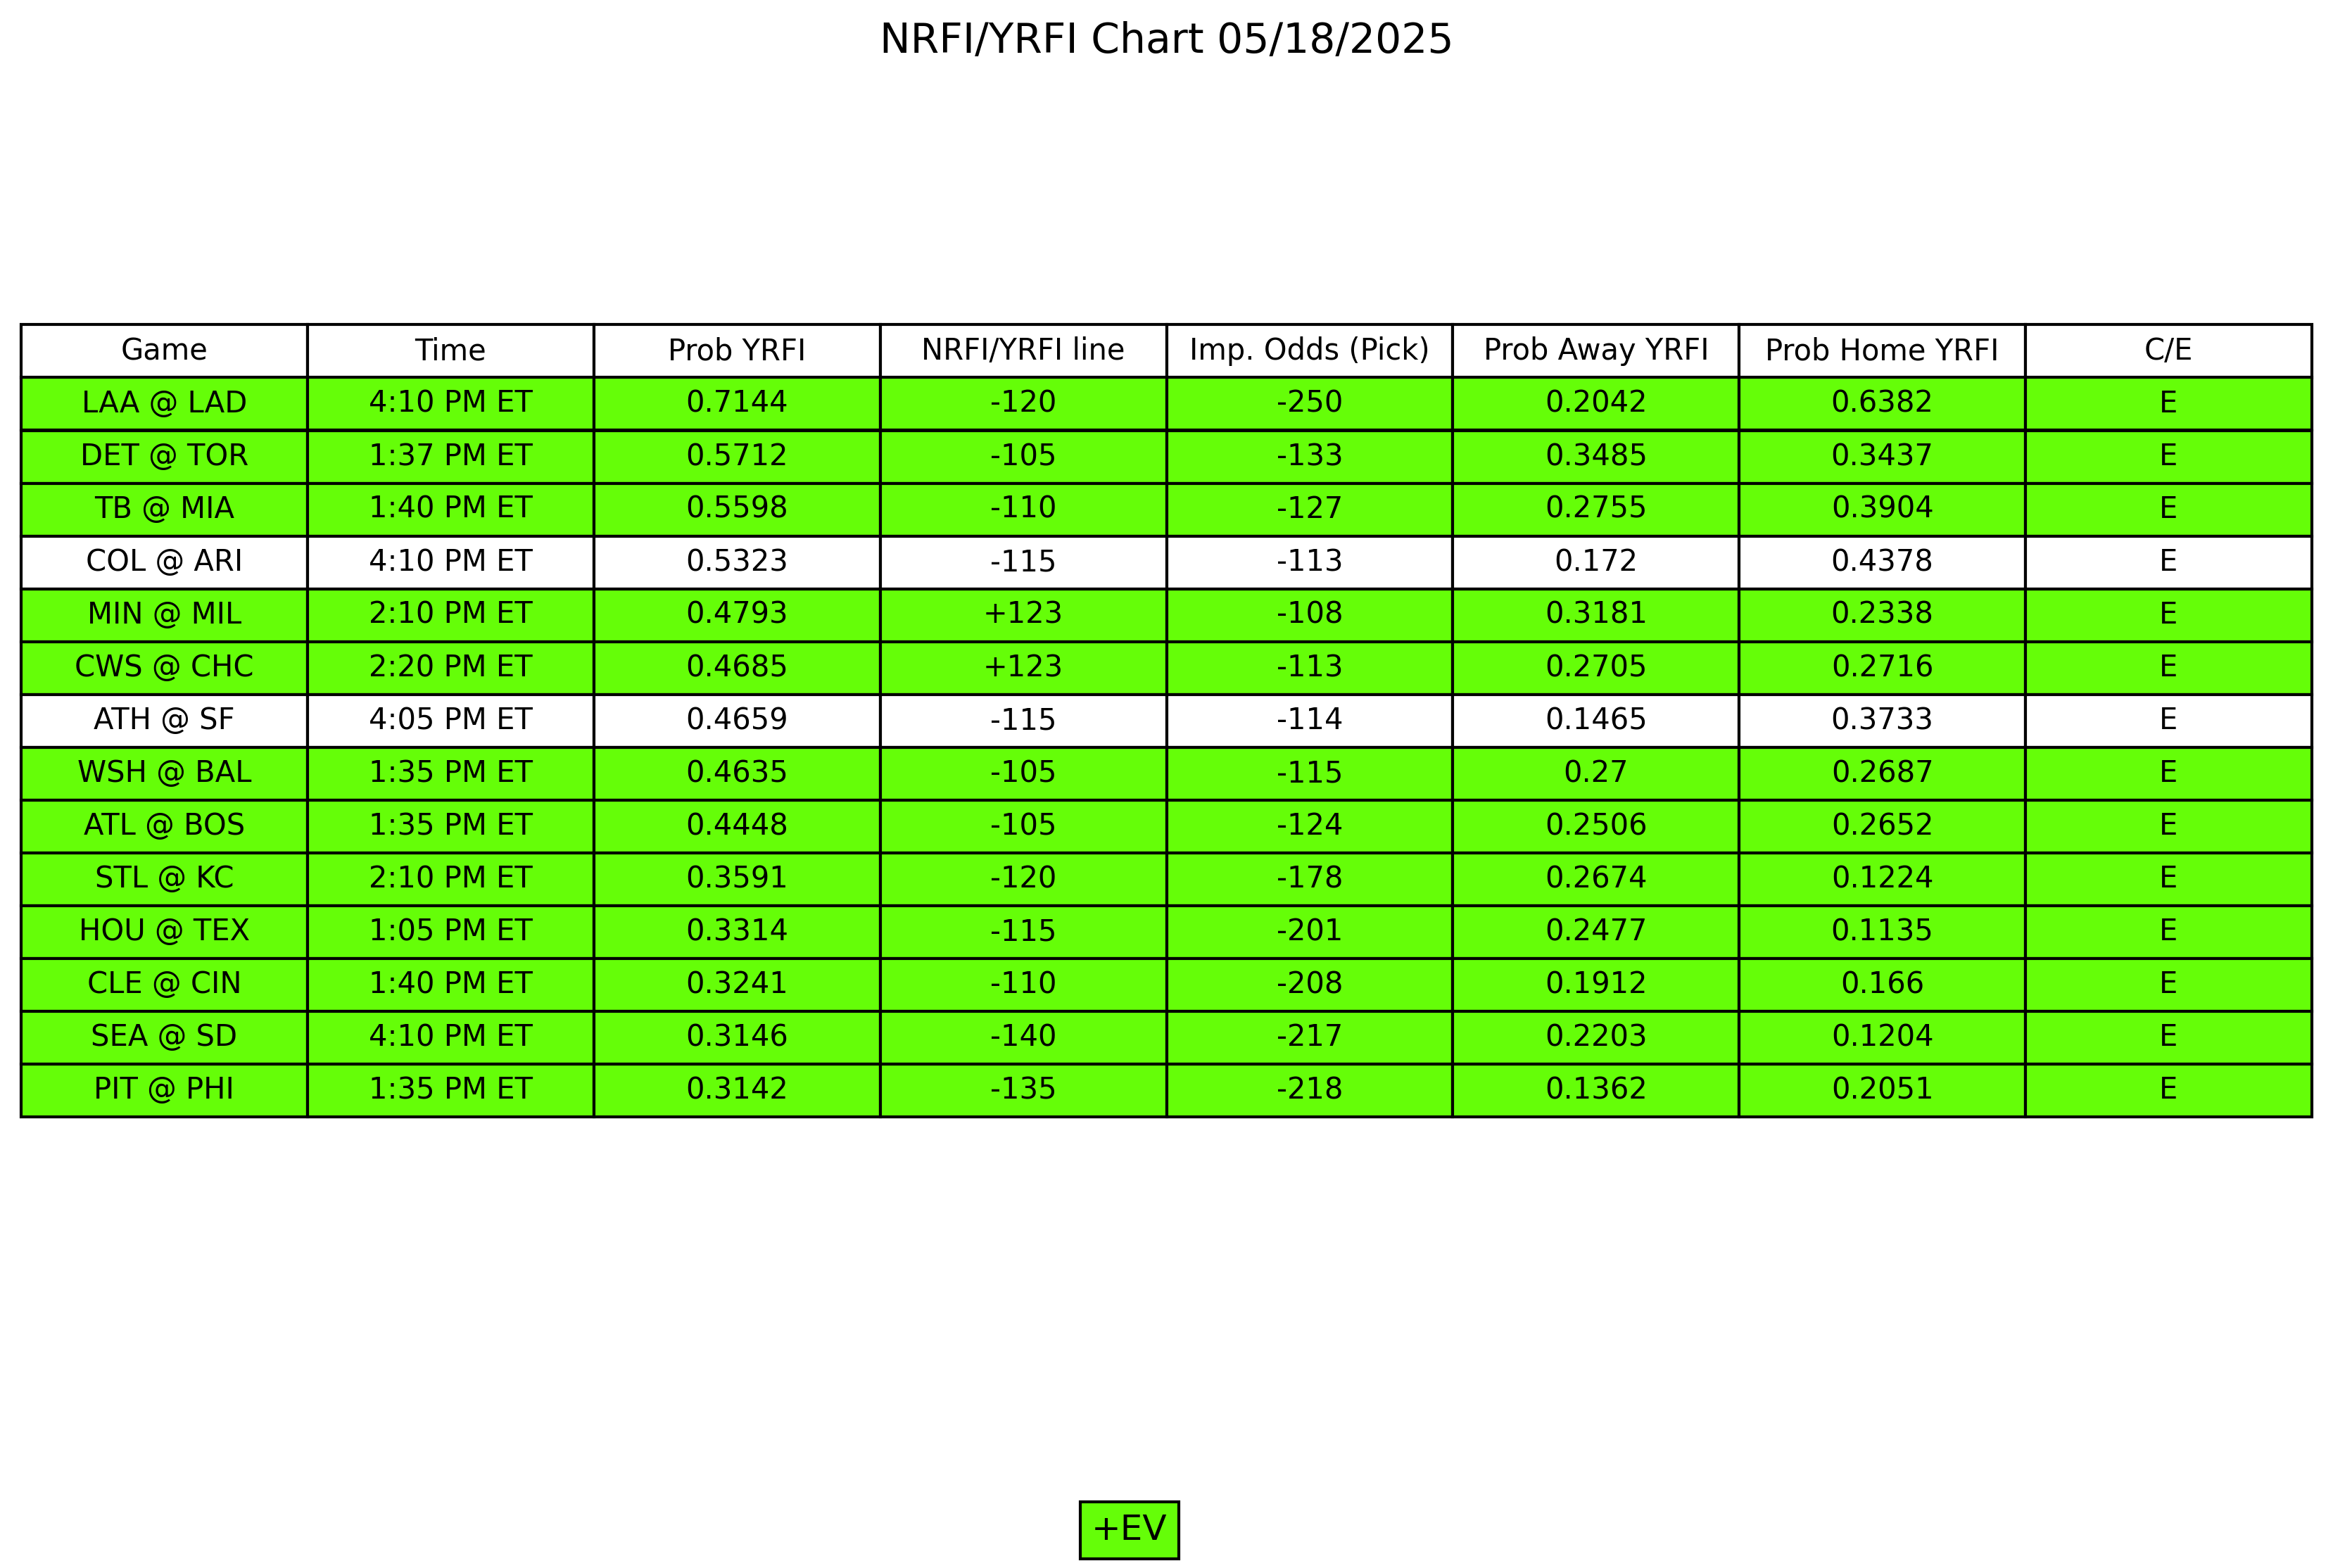 NRFI/YRFI Chart 05/18/2025
Game Time Prob YRFI NRFI/YRFI line Imp. Odds (Pick) Prob Away YRFI Prob Home YRFI C/E
LAA @ LAD 4:10 PM ET 0.7144 -120 -250 0.2042 0.6382 E
DET @ TOR 1:37 PM ET 0.5712 -105 -133 0.3485 0.3437 E
TB @ MIA 1:40 PM ET 0.5598 -110 -127 0.2755 0.3904 E
COL @ ARI 4:10 PM ET 0.5323 -115 -113 0.172 0.4378 E
MIN @ MIL 2:10 PM ET 0.4793 +123 -108 0.3181 0.2338 E
CWS @ CHC 2:20 PM ET 0.4685 +123 -113 0.2705 0.2716 E
ATH @ SF 4:05 PM ET 0.4659 -115 -114 0.1465 0.3733 E
WSH @ BAL 1:35 PM ET 0.4635 -105 -115 0.27 0.2687 E
ATL @ BOS 1:35 PM ET 0.4448 -105 -124 0.2506 0.2652 E
STL @ KC 2:10 PM ET 0.3591 -120 -178 0.2674 0.1224 E
HOU @ TEX 1:05 PM ET 0.3314 -115 -201 0.2477 0.1135 E
CLE @ CIN 1:40 PM ET 0.3241 -110 -208 0.1912 0.166 E
SEA @ SD 4:10 PM ET 0.3146 -140 -217 0.2203 0.1204 E
PIT @ PHI 1:35 PM ET 0.3142 -135 -218 0.1362 0.2051 E
+EV